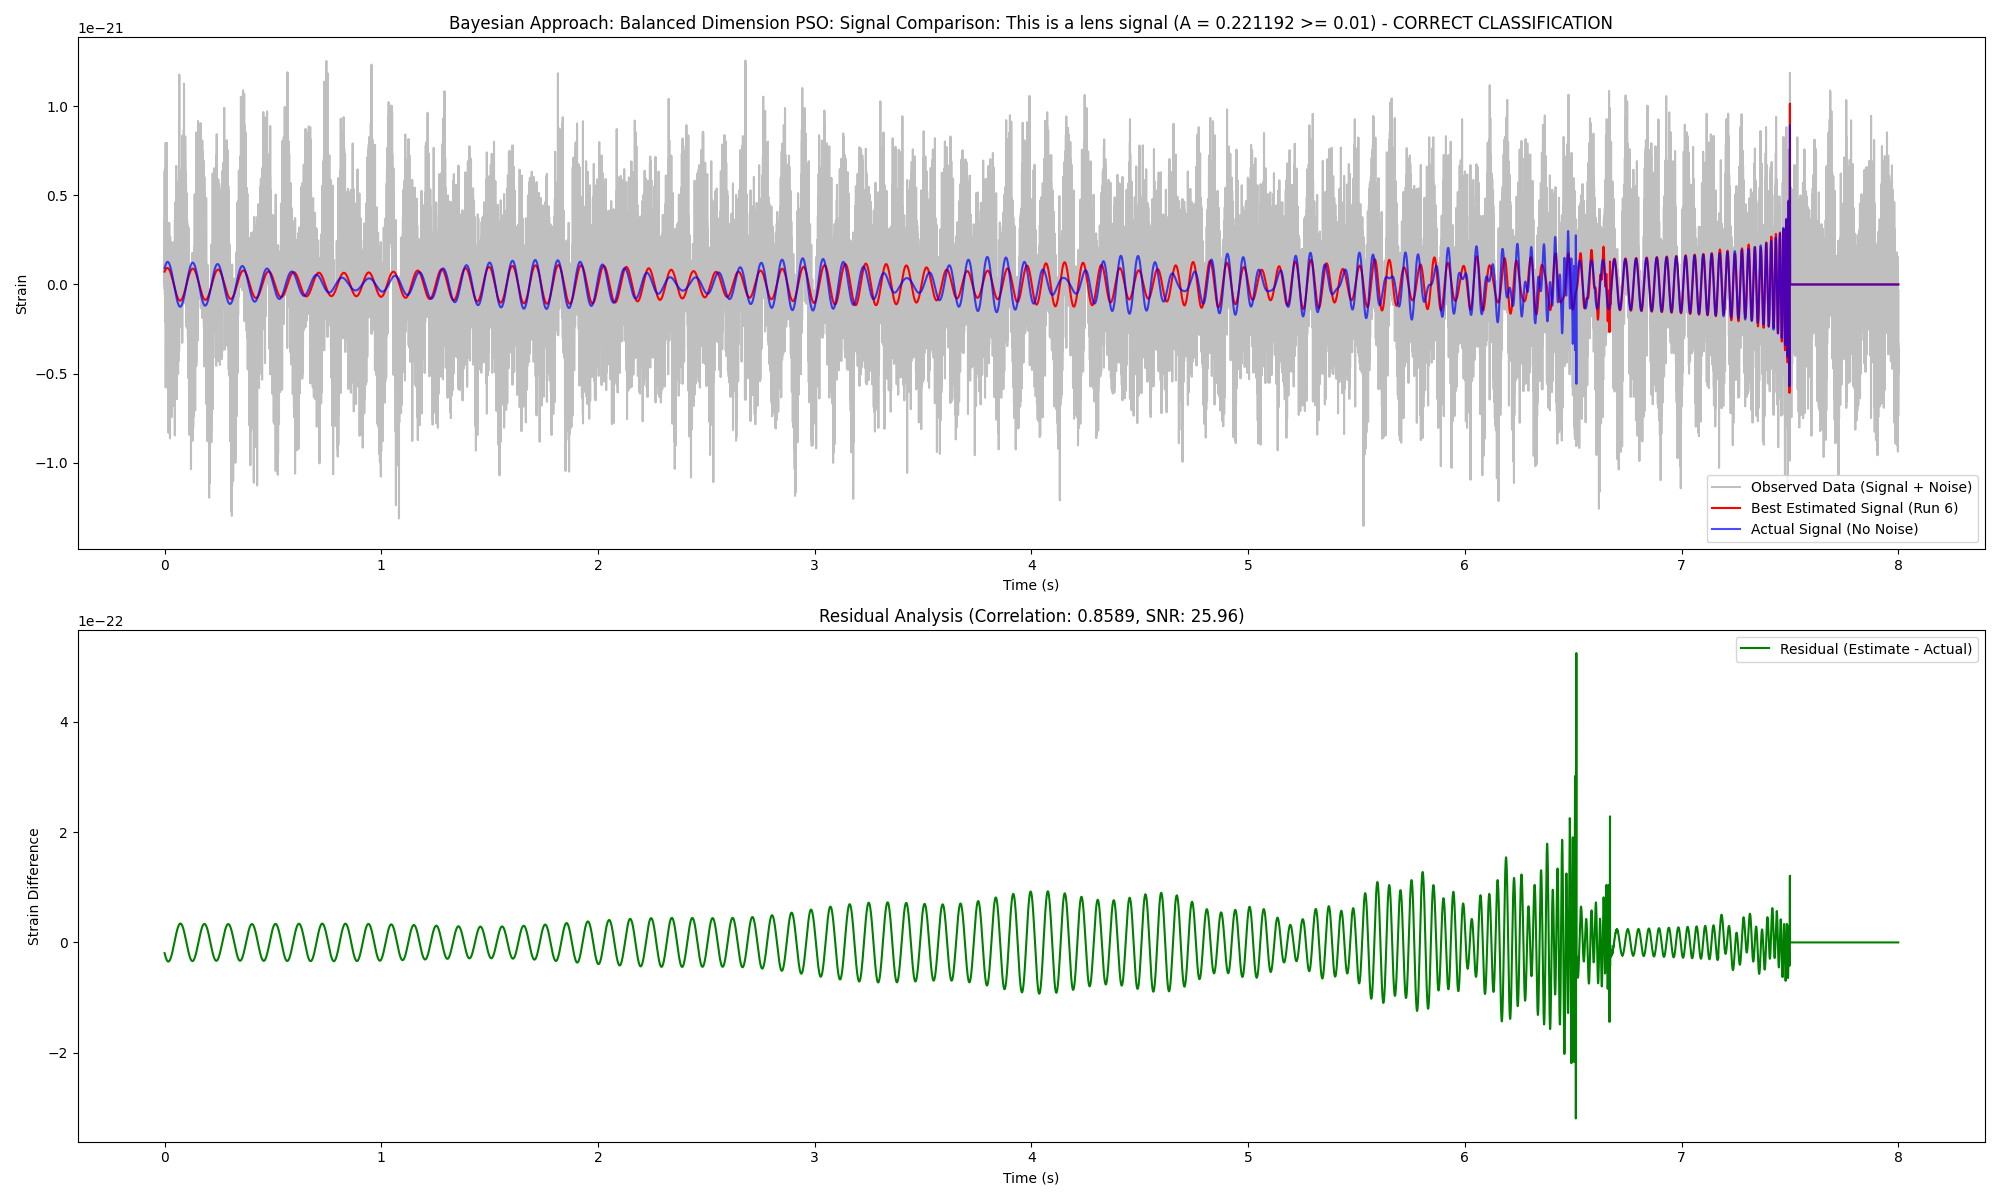 Bayesian Approach: Balanced Dimension PSO: Signal Comparison: This is a lens signal (A = 0.221192 >= 0.01) - CORRECT CLASSIFICATION
1e−21
1.0
0.5
0.0
−0.5
−1.0
Strain
Observed Data (Signal + Noise)
Best Estimated Signal (Run 6)
Actual Signal (No Noise)
0 1 2 3 4 5 6 7 8
Time (s)
Residual Analysis (Correlation: 0.8589, SNR: 25.96)
1e−22
Residual (Estimate - Actual)
4
2
0
−2
Strain Difference
0 1 2 3 4 5 6 7 8
Time (s)